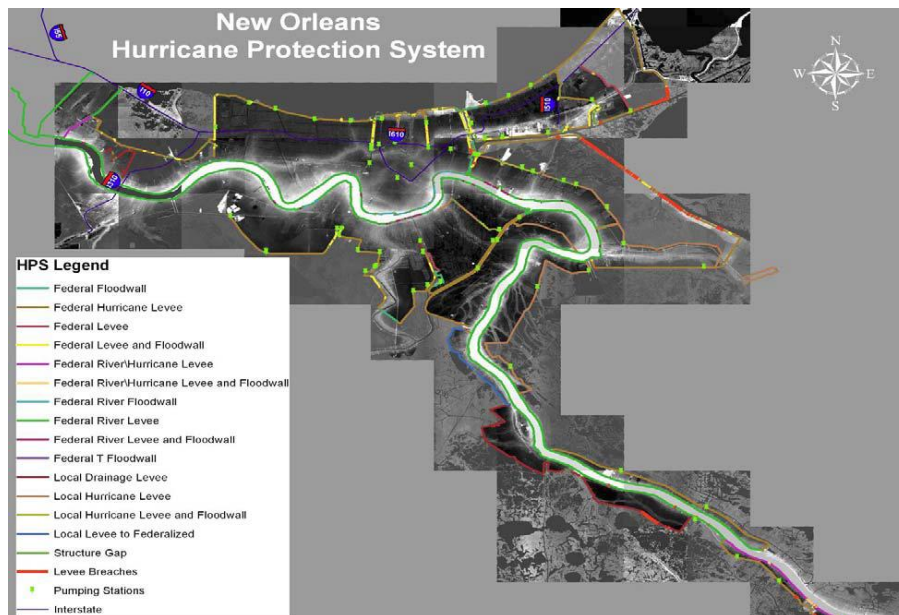 New Orleans
Hurricane Protection System
I55
N
W E
S
I10
I610
I510
I310
HPS Legend
Federal Floodwall
Federal Hurricane Levee
Federal Levee
Federal Levee and Floodwall
Federal River\Hurricane Levee
Federal River\Hurricane Levee and Floodwall
Federal River Floodwall
Federal River Levee
Federal River Levee and Floodwall
Federal T Floodwall
Local Drainage Levee
Local Hurricane Levee
Local Hurricane Levee and Floodwall
Local Levee to Federalized
Structure Gap
Levee Breaches
Pumping Stations
Interstate